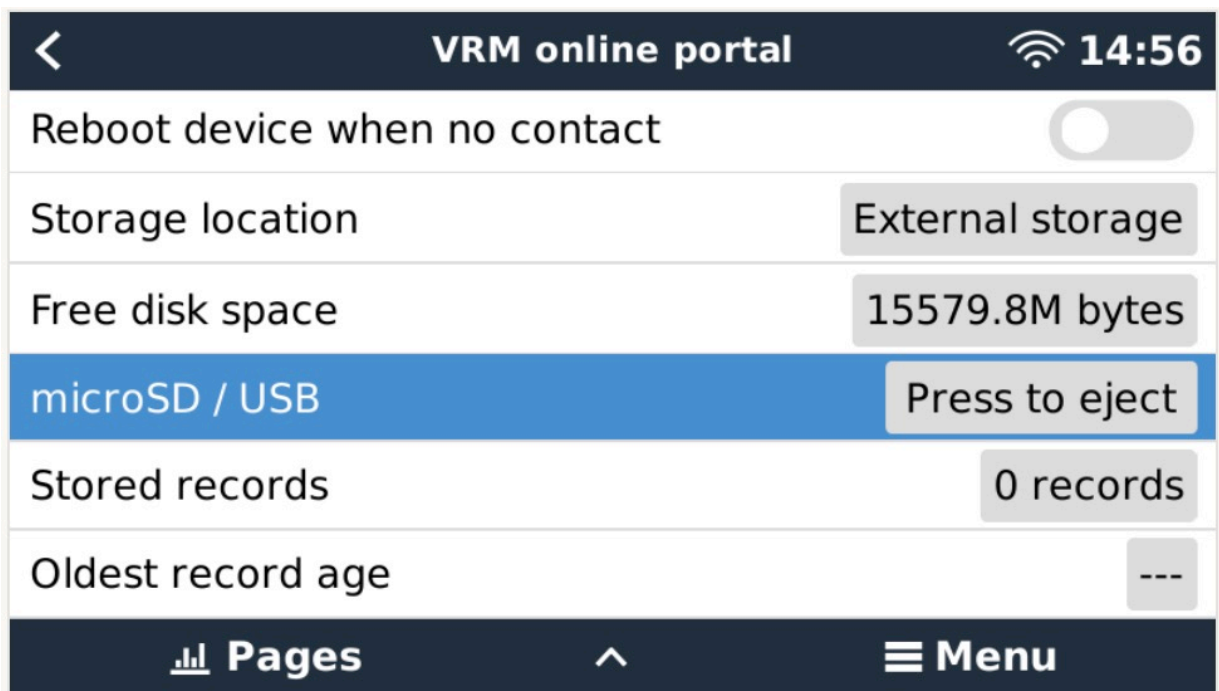 VRM online portal 14:56
Reboot device when no contact
Storage location External storage
Free disk space 15579.8M bytes
microSD / USB Press to eject
Stored records 0 records
Oldest record age ---
Pages Menu